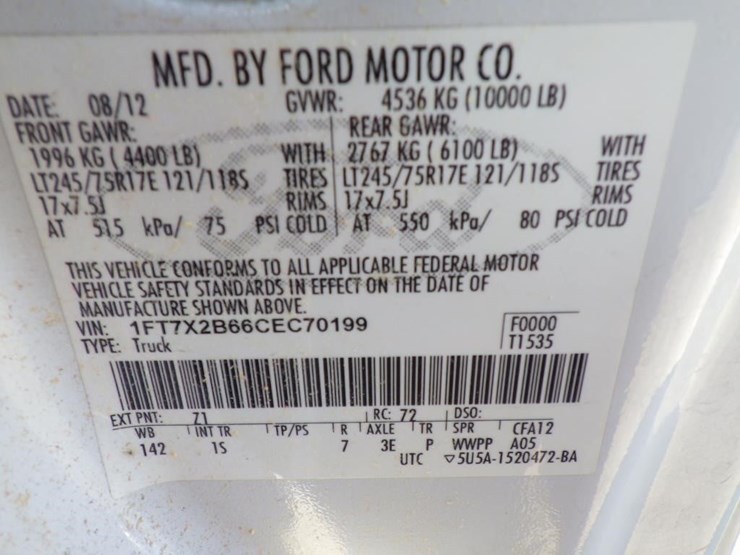 MFD. BY FORD MOTOR CO.
DATE: 08/12 GVWR: 4536 KG (10000 LB)
FRONT GAWR: REAR GAWR:
1996 KG ( 4400 LB) WITH 2767 KG ( 6100 LB) WITH
LT245/75R17E 121/118S TIRES LT245/75R17E 121/118S TIRES
17x7.5J RIMS 17x7.5J RIMS
AT 515 kPa/ 75 PSI COLD AT 550 kPa/ 80 PSI COLD
Ford
THIS VEHICLE CONFORMS TO ALL APPLICABLE FEDERAL MOTOR
VEHICLE SAFETY STANDARDS IN EFFECT ON THE DATE OF
MANUFACTURE SHOWN ABOVE.
VIN: 1FT7X2B66CEC70199 F0000
TYPE: Truck T1535
EXT PNT: 71 RC: 72 DSO:
WB INT TR TP/PS R AXLE TR SPR CFA12
142 1S 7 3E P WWPP A05
UTC ▽5U5A-1520472-BA